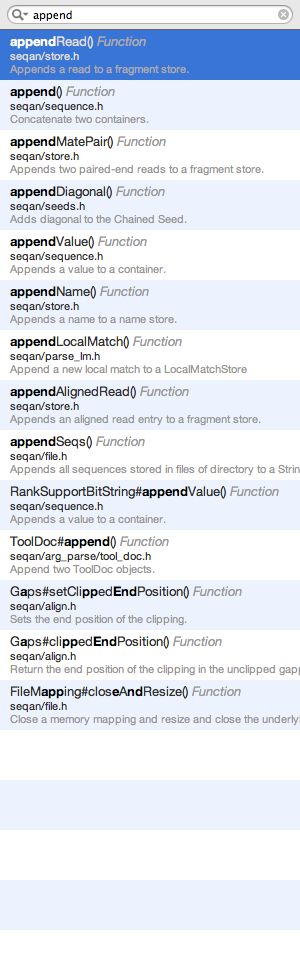 append
appendRead() Function
seqan/store.h
Appends a read to a fragment store.
append() Function
seqan/sequence.h
Concatenate two containers.
appendMatePair() Function
seqan/store.h
Appends two paired-end reads to a fragment store.
appendDiagonal() Function
seqan/seeds.h
Adds diagonal to the Chained Seed.
appendValue() Function
seqan/sequence.h
Appends a value to a container.
appendName() Function
seqan/store.h
Appends a name to a name store.
appendLocalMatch() Function
seqan/parse_lm.h
Append a new local match to a LocalMatchStore
appendAlignedRead() Function
seqan/store.h
Appends an aligned read entry to a fragment store.
appendSeqs() Function
seqan/file.h
Appends all sequences stored in files of directory to a Strin
RankSupportBitString#appendValue() Function
seqan/sequence.h
Appends a value to a container.
ToolDoc#append() Function
seqan/arg_parse/tool_doc.h
Append two ToolDoc objects.
Gaps#setClippedEndPosition() Function
seqan/align.h
Sets the end position of the clipping.
Gaps#clippedEndPosition() Function
seqan/align.h
Return the end position of the clipping in the unclipped gapp
FileMapping#closeAndResize() Function
seqan/file.h
Close a memory mapping and resize and close the underlyi